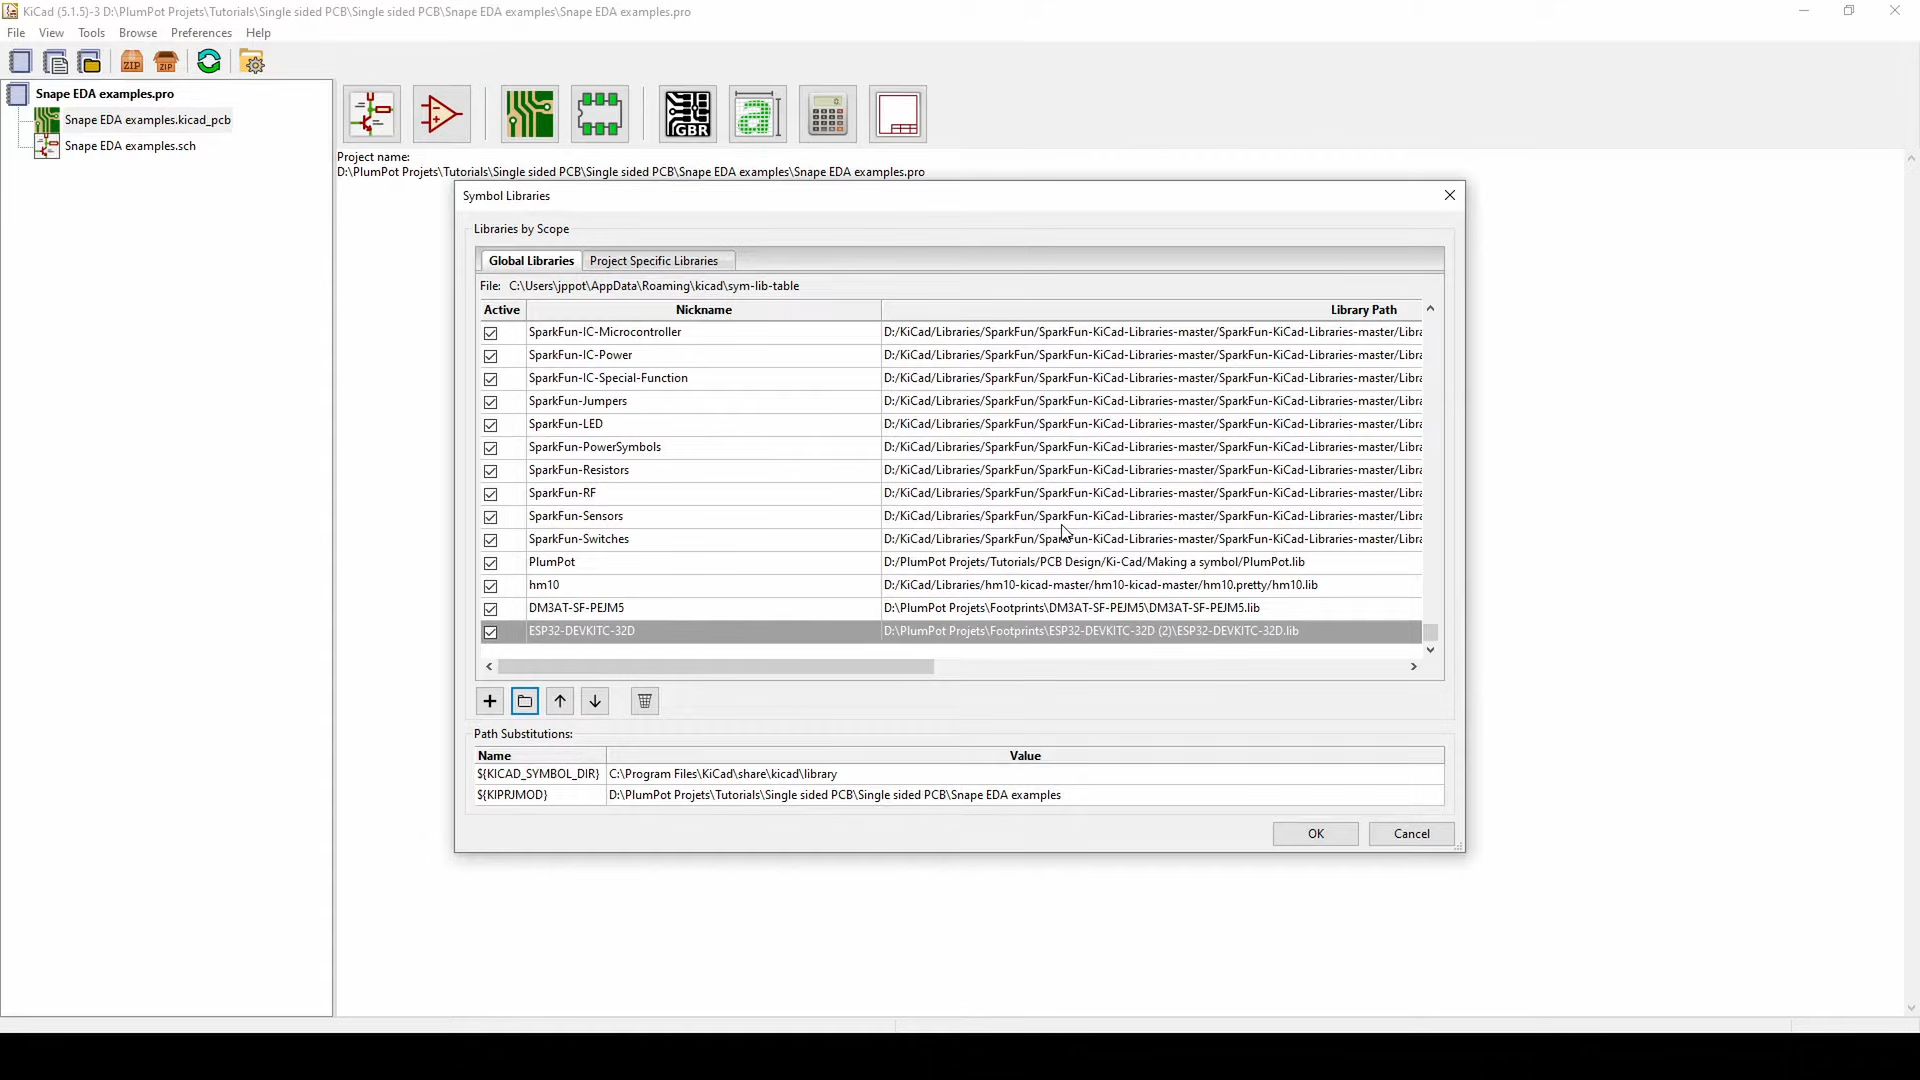 KiCad (5.1.5)-3 D:\PlumPot Projets\Tutorials\Single sided PCB\Single sided PCB\Snape EDA examples\Snape EDA examples.pro
File View Tools Browse Preferences Help
ZIP ZIP
Snape EDA examples.pro
Snape EDA examples.kicad_pcb
Snape EDA examples.sch
GBR
a
Project name:
D:\PlumPot Projets\Tutorials\Single sided PCB\Single sided PCB\Snape EDA examples\Snape EDA examples.pro
Symbol Libraries
Libraries by Scope
Global Libraries Project Specific Libraries
File: C:\Users\jppot\AppData\Roaming\kicad\sym-lib-table
Active Nickname Library Path
SparkFun-IC-Microcontroller D:/KiCad/Libraries/SparkFun/SparkFun-KiCad-Libraries-master/SparkFun-KiCad-Libraries-master/Libra
SparkFun-IC-Power D:/KiCad/Libraries/SparkFun/SparkFun-KiCad-Libraries-master/SparkFun-KiCad-Libraries-master/Libra
SparkFun-IC-Special-Function D:/KiCad/Libraries/SparkFun/SparkFun-KiCad-Libraries-master/SparkFun-KiCad-Libraries-master/Libra
SparkFun-Jumpers D:/KiCad/Libraries/SparkFun/SparkFun-KiCad-Libraries-master/SparkFun-KiCad-Libraries-master/Libra
SparkFun-LED D:/KiCad/Libraries/SparkFun/SparkFun-KiCad-Libraries-master/SparkFun-KiCad-Libraries-master/Libra
SparkFun-PowerSymbols D:/KiCad/Libraries/SparkFun/SparkFun-KiCad-Libraries-master/SparkFun-KiCad-Libraries-master/Libra
SparkFun-Resistors D:/KiCad/Libraries/SparkFun/SparkFun-KiCad-Libraries-master/SparkFun-KiCad-Libraries-master/Libra
SparkFun-RF D:/KiCad/Libraries/SparkFun/SparkFun-KiCad-Libraries-master/SparkFun-KiCad-Libraries-master/Libra
SparkFun-Sensors D:/KiCad/Libraries/SparkFun/SparkFun-KiCad-Libraries-master/SparkFun-KiCad-Libraries-master/Libra
SparkFun-Switches D:/KiCad/Libraries/SparkFun/SparkFun-KiCad-Libraries-master/SparkFun-KiCad-Libraries-master/Libra
PlumPot D:/PlumPot Projets/Tutorials/PCB Design/Ki-Cad/Making a symbol/PlumPot.lib
hm10 D:/KiCad/Libraries/hm10-kicad-master/hm10-kicad-master/hm10.pretty/hm10.lib
DM3AT-SF-PEJM5 D:\PlumPot Projets\Footprints\DM3AT-SF-PEJM5\DM3AT-SF-PEJM5.lib
ESP32-DEVKITC-32D D:\PlumPot Projets\Footprints\ESP32-DEVKITC-32D (2)\ESP32-DEVKITC-32D.lib
Path Substitutions:
Name Value
${KICAD_SYMBOL_DIR} C:\Program Files\KiCad\share\kicad\library
${KIPRJMOD} D:\PlumPot Projets\Tutorials\Single sided PCB\Single sided PCB\Snape EDA examples
OK Cancel